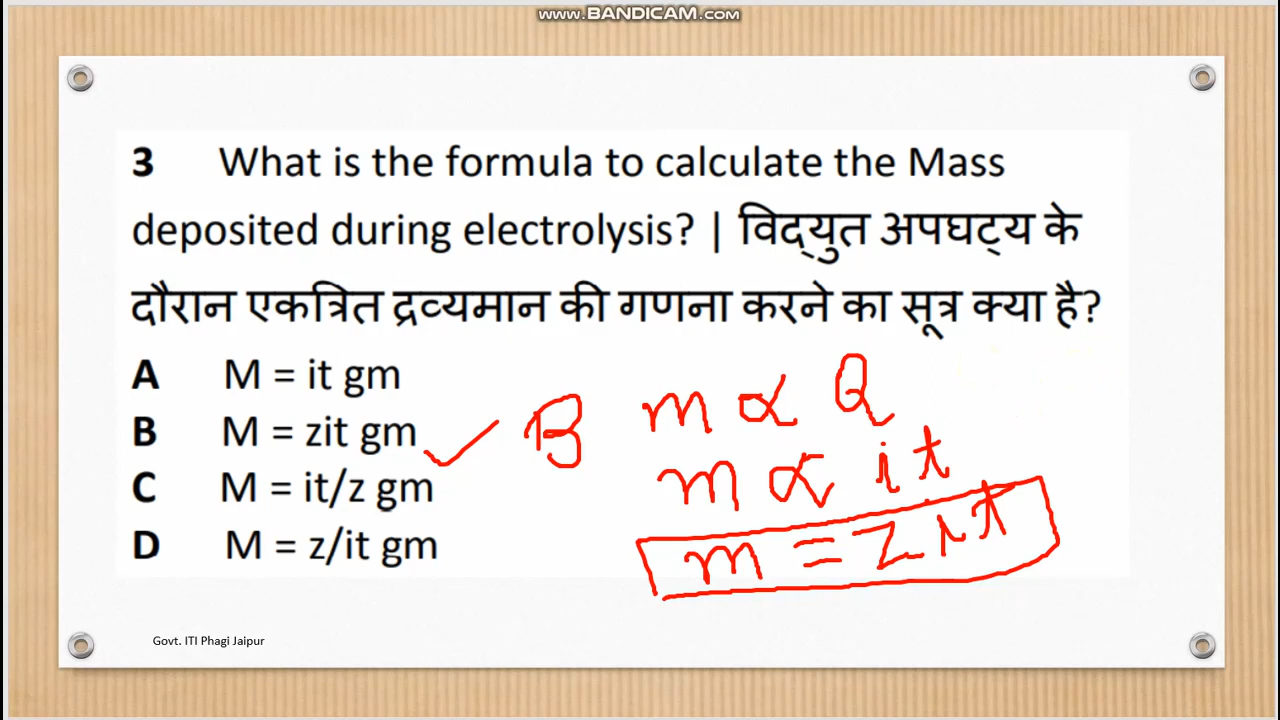 www.BANDICAM.com
3 What is the formula to calculate the Mass
deposited during electrolysis? | विद्युत अपघट्य के
दौरान एकत्रित द्रव्यमान की गणना करने का सूत्र क्या है?
A M = it gm
B M = zit gm
C M = it/z gm
D M = z/it gm
B
m ∝ Q
m ∝ it
m = zit
Govt. ITI Phagi Jaipur